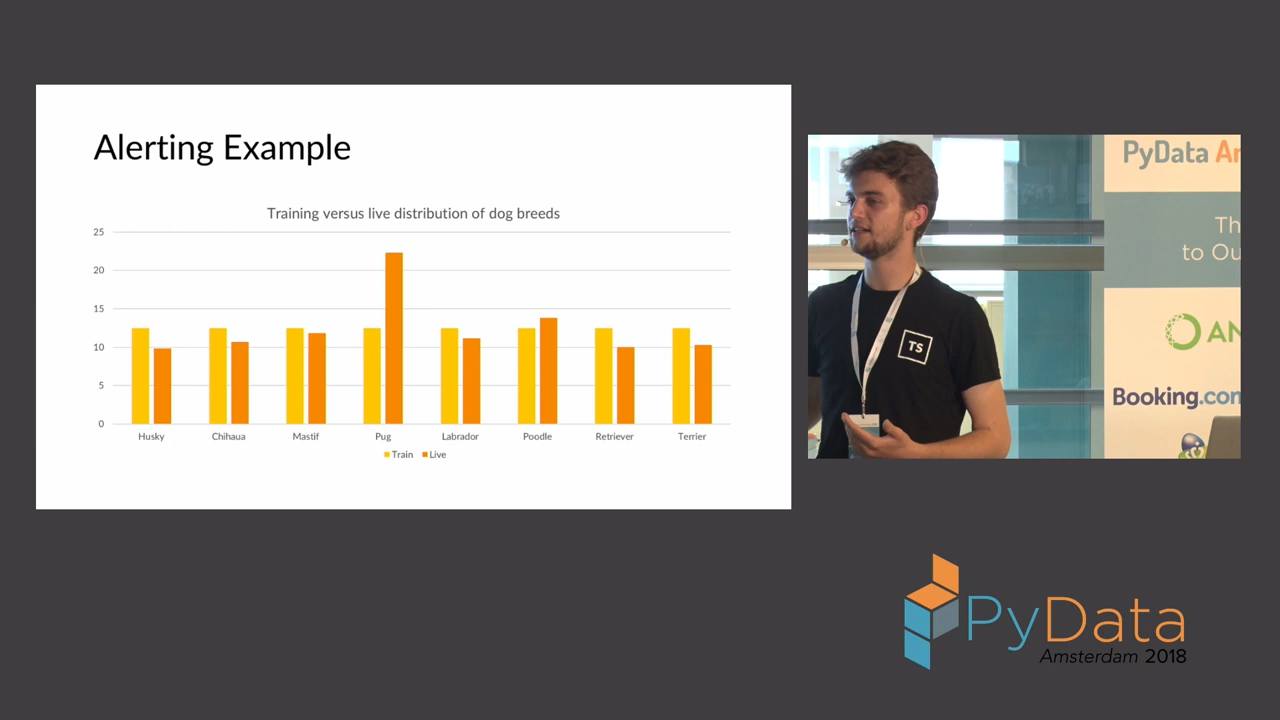 Alerting Example
Training versus live distribution of dog breeds
25
20
15
10
5
0
Husky Chihaua Mastif Pug Labrador Poodle Retriever Terrier
Train Live
PyData Am
Th
to Ou
TS
AN
Booking.com
PyData
Amsterdam 2018